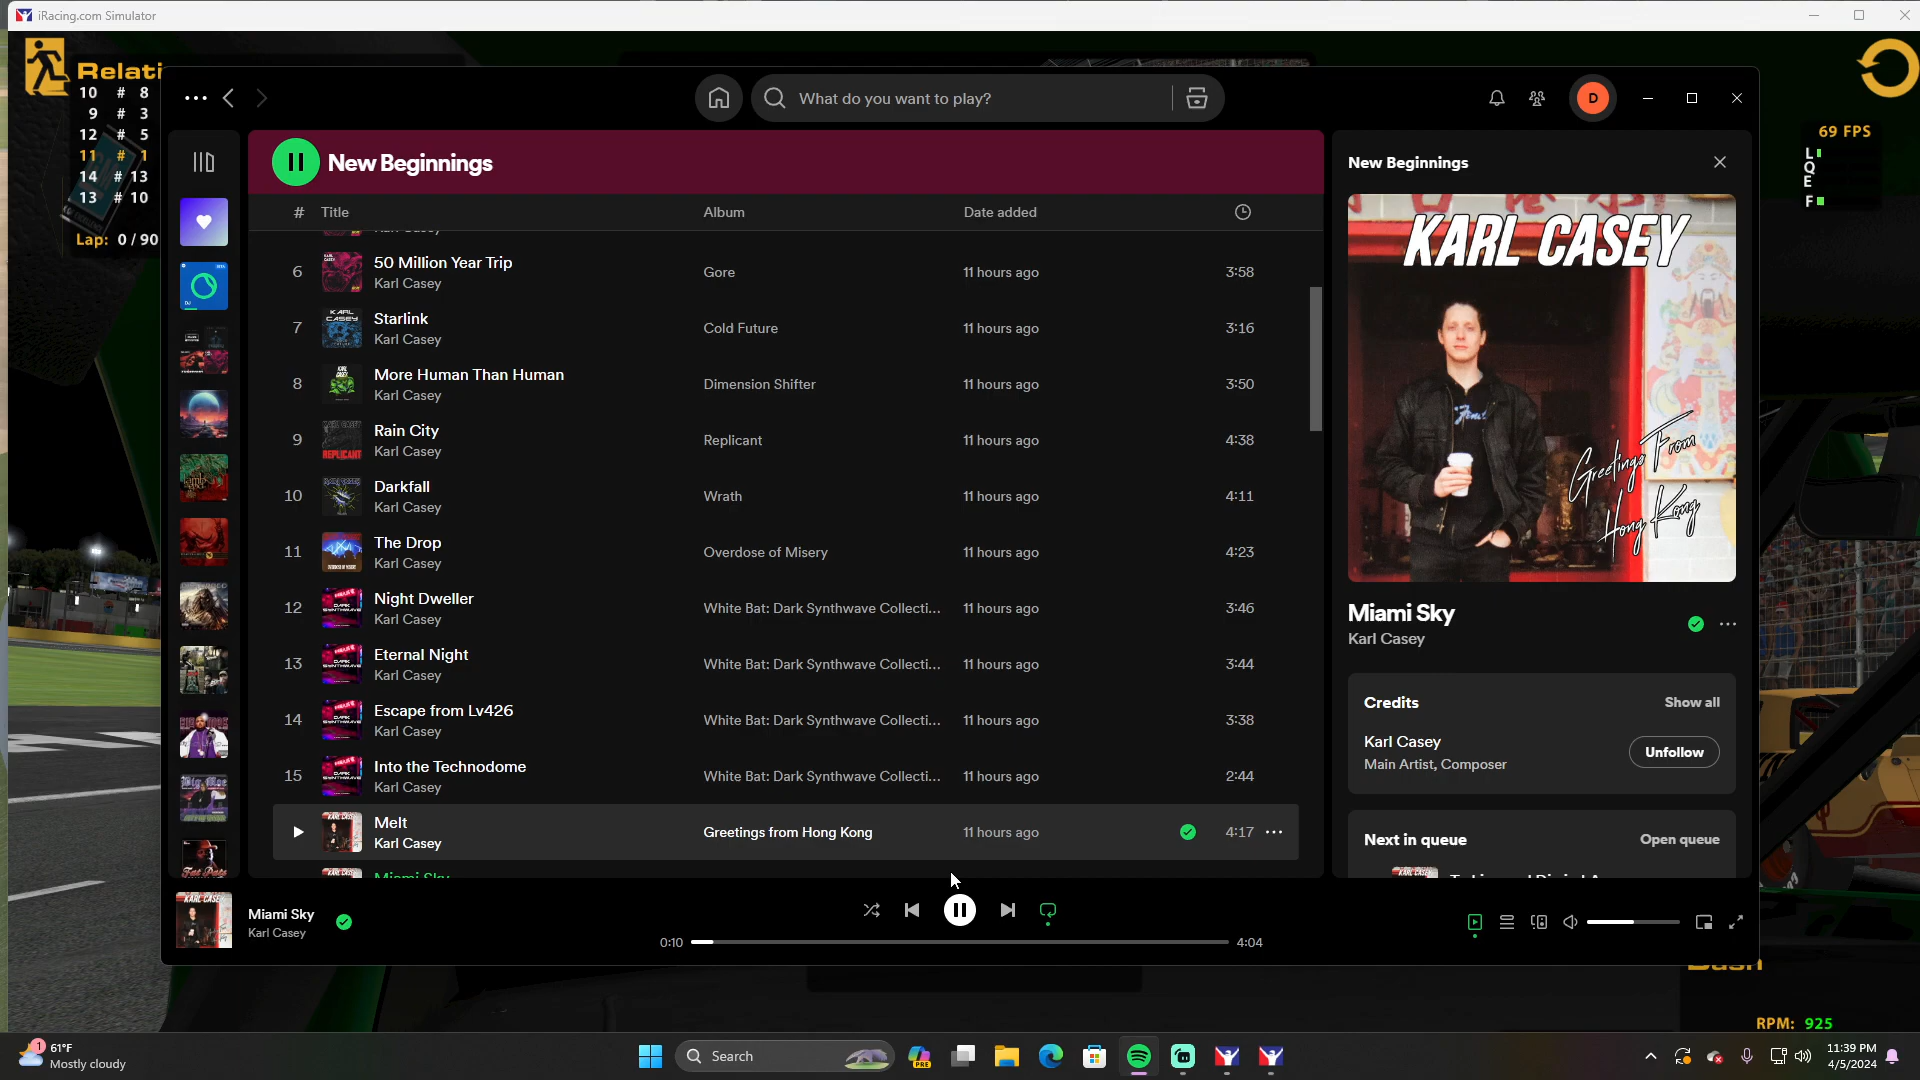 iRacing.com Simulator
Relati
10 # 8
9 # 3
12 # 5
11 # 1
14 # 13
13 # 10
Lap: 0 / 90
What do you want to play?
D
69 FPS
L
Q
E
F
New Beginnings
# Title Album Date added
6 50 Million Year Trip Gore 11 hours ago 3:58
Karl Casey
7 Starlink Cold Future 11 hours ago 3:16
Karl Casey
8 More Human Than Human Dimension Shifter 11 hours ago 3:50
Karl Casey
9 Rain City Replicant 11 hours ago 4:38
Karl Casey
10 Darkfall Wrath 11 hours ago 4:11
Karl Casey
11 The Drop Overdose of Misery 11 hours ago 4:23
Karl Casey
12 Night Dweller White Bat: Dark Synthwave Collecti... 11 hours ago 3:46
Karl Casey
13 Eternal Night White Bat: Dark Synthwave Collecti... 11 hours ago 3:44
Karl Casey
14 Escape from Lv426 White Bat: Dark Synthwave Collecti... 11 hours ago 3:38
Karl Casey
15 Into the Technodome White Bat: Dark Synthwave Collecti... 11 hours ago 2:44
Karl Casey
Melt Greetings from Hong Kong 11 hours ago 4:17
Karl Casey
Miami Sky
New Beginnings
KARL CASEY
Greetings From
Hong Kong
Miami Sky
Karl Casey
Credits Show all
Karl Casey
Main Artist, Composer
Unfollow
Next in queue Open queue
Miami Sky
Karl Casey
0:10 4:04
RPM: 925
1
61°F
Mostly cloudy
Search
PRE
11:39 PM
4/5/2024